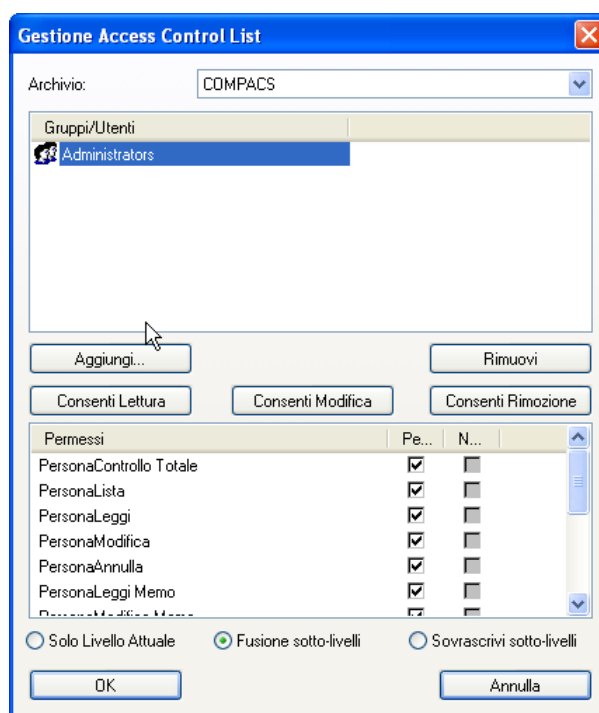 Gestione Access Control List
Archivio: COMPACS
Gruppi/Utenti
Administrators
Aggiungi... Rimuovi
Consenti Lettura Consenti Modifica Consenti Rimozione
Permessi Pe... N...
PersonaControllo Totale
PersonaLista
PersonaLeggi
PersonaModifica
PersonaAnnulla
PersonaLeggi Memo
PersonaModifica Memo
Solo Livello Attuale Fusione sotto-livelli Sovrascrivi sotto-livelli
OK Annulla